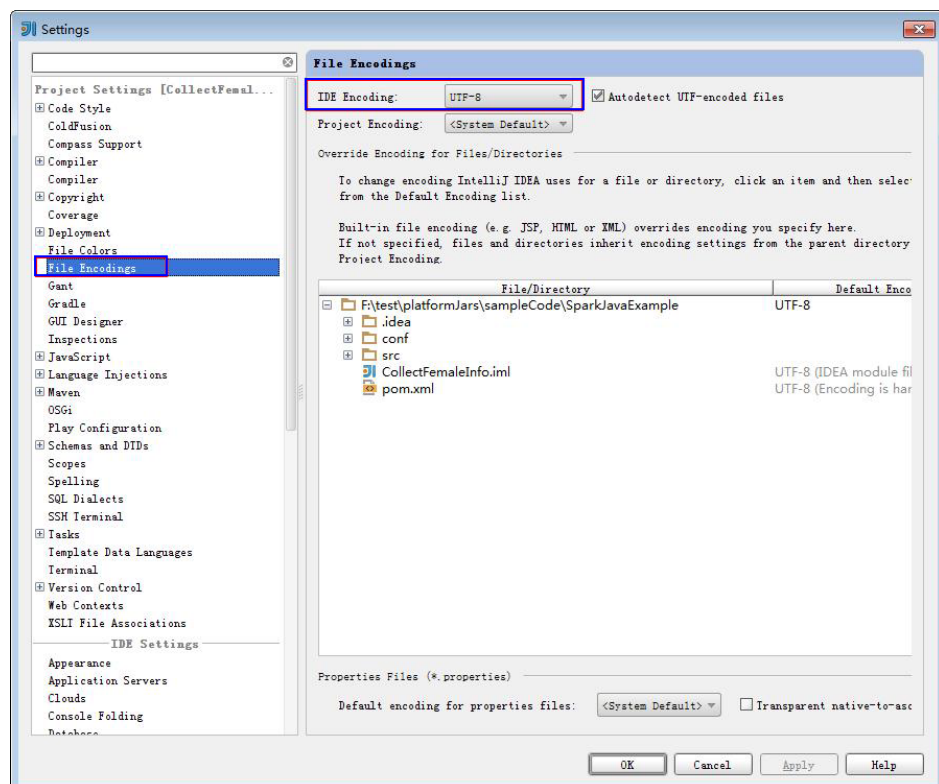 Settings
Project Settings [CollectFemal...
Code Style
ColdFusion
Compass Support
Compiler
Compiler
Copyright
Coverage
Deployment
File Colors
File Encodings
Gant
Gradle
GUI Designer
Inspections
JavaScript
Language Injections
Maven
OSGi
Play Configuration
Schemas and DTDs
Scopes
Spelling
SQL Dialects
SSH Terminal
Tasks
Template Data Languages
Terminal
Version Control
Web Contexts
XSLT File Associations
IDE Settings
Appearance
Application Servers
Clouds
Console Folding
Database
File Encodings
IDE Encoding: UTF-8 Autodetect UTF-encoded files
Project Encoding: <System Default>
Override Encoding for Files/Directories
To change encoding IntelliJ IDEA uses for a file or directory, click an item and then selec
from the Default Encoding list.
Built-in file encoding (e.g. JSP, HTML or XML) overrides encoding you specify here.
If not specified, files and directories inherit encoding settings from the parent directory
Project Encoding.
File/Directory Default Enco
F:\test\platformJars\sampleCode\SparkJavaExample UTF-8
.idea
conf
src
CollectFemaleInfo.iml UTF-8 (IDEA module fil
pom.xml UTF-8 (Encoding is har
Properties Files (*.properties)
Default encoding for properties files: <System Default> Transparent native-to-asc
OK Cancel Apply Help